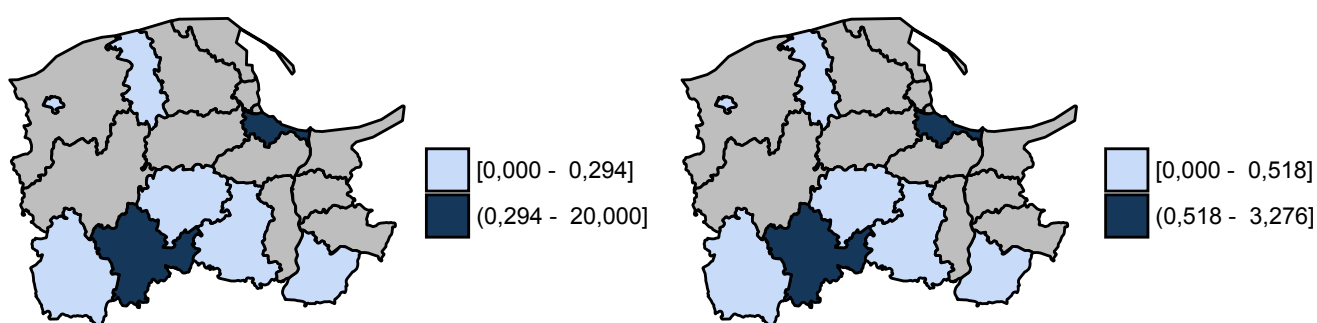 [0,000 - 0,294]
(0,294 - 20,000]
[0,000 - 0,518]
(0,518 - 3,276]